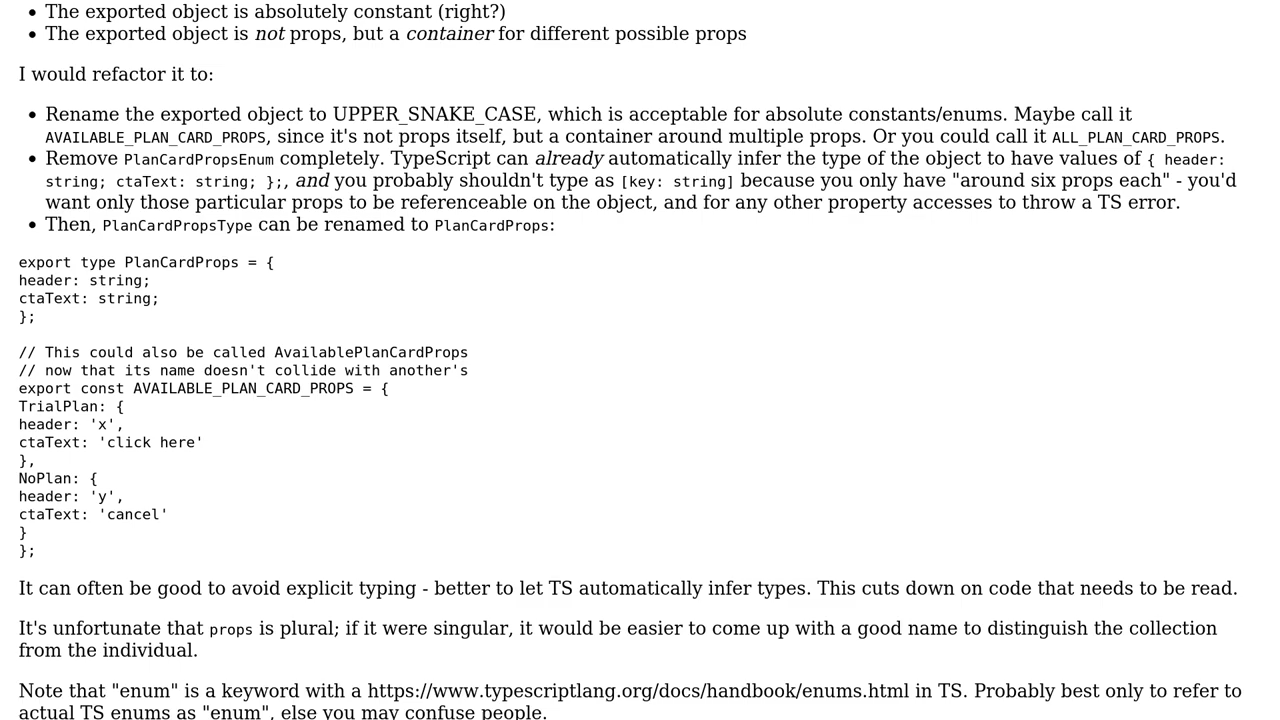 • The exported object is absolutely constant (right?)
• The exported object is not props, but a container for different possible props
I would refactor it to:
• Rename the exported object to UPPER_SNAKE_CASE, which is acceptable for absolute constants/enums. Maybe call it
AVAILABLE_PLAN_CARD_PROPS, since it's not props itself, but a container around multiple props. Or you could call it ALL_PLAN_CARD_PROPS.
• Remove PlanCardPropsEnum completely. TypeScript can already automatically infer the type of the object to have values of { header:
string; ctaText: string; };, and you probably shouldn't type as [key: string] because you only have "around six props each" - you'd
want only those particular props to be referenceable on the object, and for any other property accesses to throw a TS error.
• Then, PlanCardPropsType can be renamed to PlanCardProps:
export type PlanCardProps = {
header: string;
ctaText: string;
};
// This could also be called AvailablePlanCardProps
// now that its name doesn't collide with another's
export const AVAILABLE_PLAN_CARD_PROPS = {
TrialPlan: {
header: 'x',
ctaText: 'click here'
},
NoPlan: {
header: 'y',
ctaText: 'cancel'
}
};
It can often be good to avoid explicit typing - better to let TS automatically infer types. This cuts down on code that needs to be read.
It's unfortunate that props is plural; if it were singular, it would be easier to come up with a good name to distinguish the collection
from the individual.
Note that "enum" is a keyword with a https://www.typescriptlang.org/docs/handbook/enums.html in TS. Probably best only to refer to
actual TS enums as "enum", else you may confuse people.